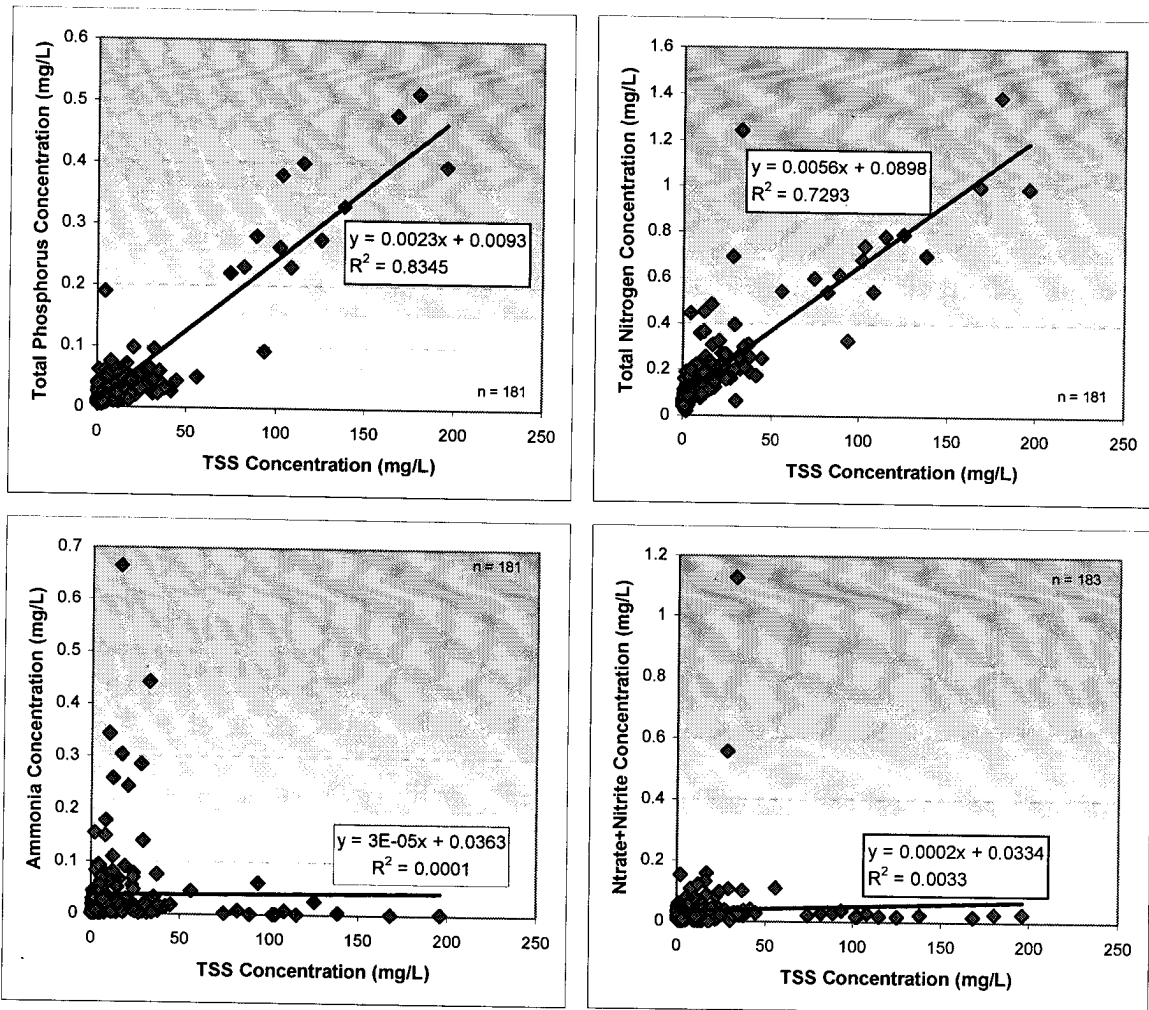 0.6
0.5
0.4
0.3
0.2
0.1
0
Total Phosphorus Concentration (mg/L)
y = 0.0023x + 0.0093
R² = 0.8345
n = 181
0 50 100 150 200 250
TSS Concentration (mg/L)
1.6
1.4
1.2
1
0.8
0.6
0.4
0.2
0
Total Nitrogen Concentration (mg/L)
y = 0.0056x + 0.0898
R² = 0.7293
n = 181
0 50 100 150 200 250
TSS Concentration (mg/L)
0.7
0.6
0.5
0.4
0.3
0.2
0.1
0
Ammonia Concentration (mg/L)
n = 181
y = 3E-05x + 0.0363
R² = 0.0001
0 50 100 150 200 250
TSS Concentration (mg/L)
1.2
1
0.8
0.6
0.4
0.2
0
Ntrate+Nitrite Concentration (mg/L)
n = 183
y = 0.0002x + 0.0334
R² = 0.0033
0 50 100 150 200 250
TSS Concentration (mg/L)